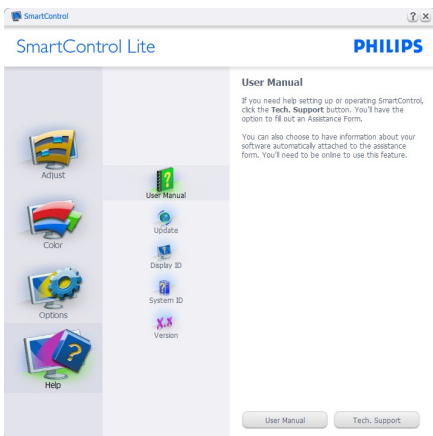 SmartControl
SmartControl Lite
PHILIPS
Adjust
Color
Options
Help
User Manual
Update
Display ID
System ID
X.X
Version
User Manual
If you need help setting up or operating SmartControl,
click the Tech. Support button. You'll have the
option to fill out an Assistance Form.
You can also choose to have information about your
software automatically attached to the assistance
form. You'll need to be online to use this feature.
User Manual
Tech. Support